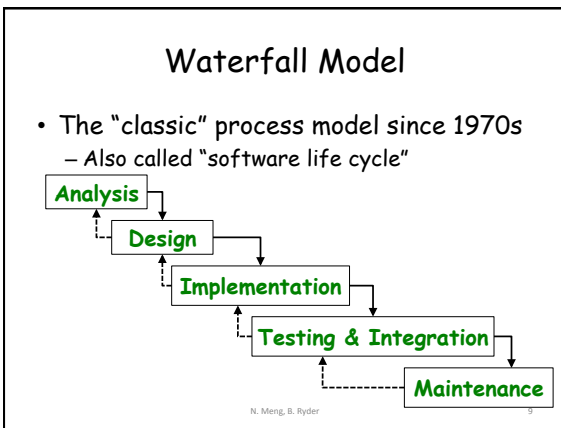 Waterfall Model
• The “classic” process model since 1970s
– Also called “software life cycle”
Analysis
Design
Implementation
Testing & Integration
Maintenance
N. Meng, B. Ryder
9